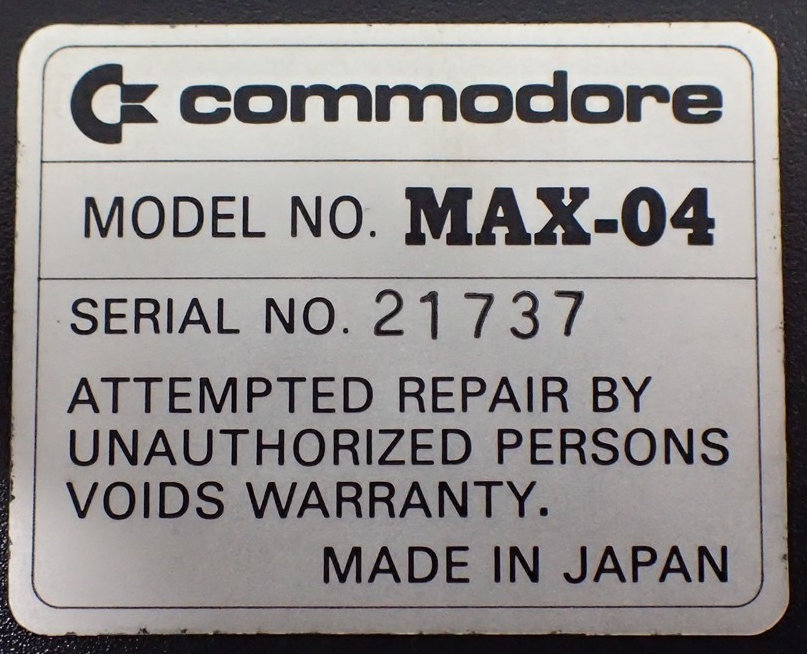 commodore
MODEL NO. MAX-04
SERIAL NO. 21737
ATTEMPTED REPAIR BY
UNAUTHORIZED PERSONS
VOIDS WARRANTY.
MADE IN JAPAN